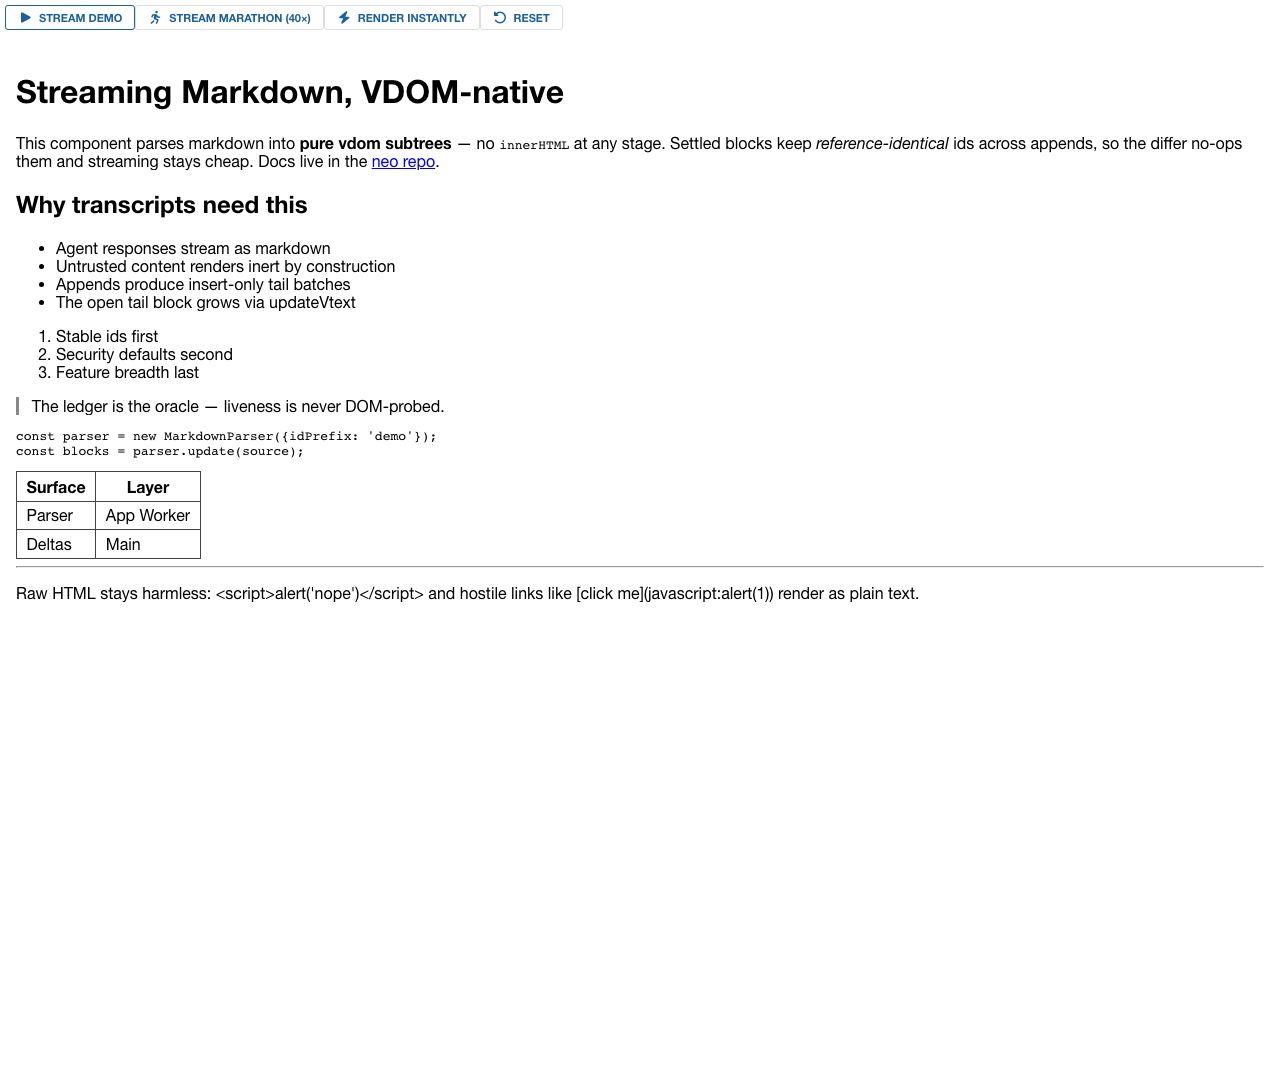 STREAM DEMO STREAM MARATHON (40×) RENDER INSTANTLY RESET
Streaming Markdown, VDOM-native
This component parses markdown into pure vdom subtrees — no innerHTML at any stage. Settled blocks keep reference-identical ids across appends, so the differ no-ops
them and streaming stays cheap. Docs live in the neo repo.
Why transcripts need this
• Agent responses stream as markdown
• Untrusted content renders inert by construction
• Appends produce insert-only tail batches
• The open tail block grows via updateVtext
1. Stable ids first
2. Security defaults second
3. Feature breadth last
The ledger is the oracle — liveness is never DOM-probed.
const parser = new MarkdownParser({idPrefix: 'demo'});
const blocks = parser.update(source);
Surface Layer
Parser App Worker
Deltas Main
Raw HTML stays harmless: <script>alert('nope')</script> and hostile links like [click me](javascript:alert(1)) render as plain text.